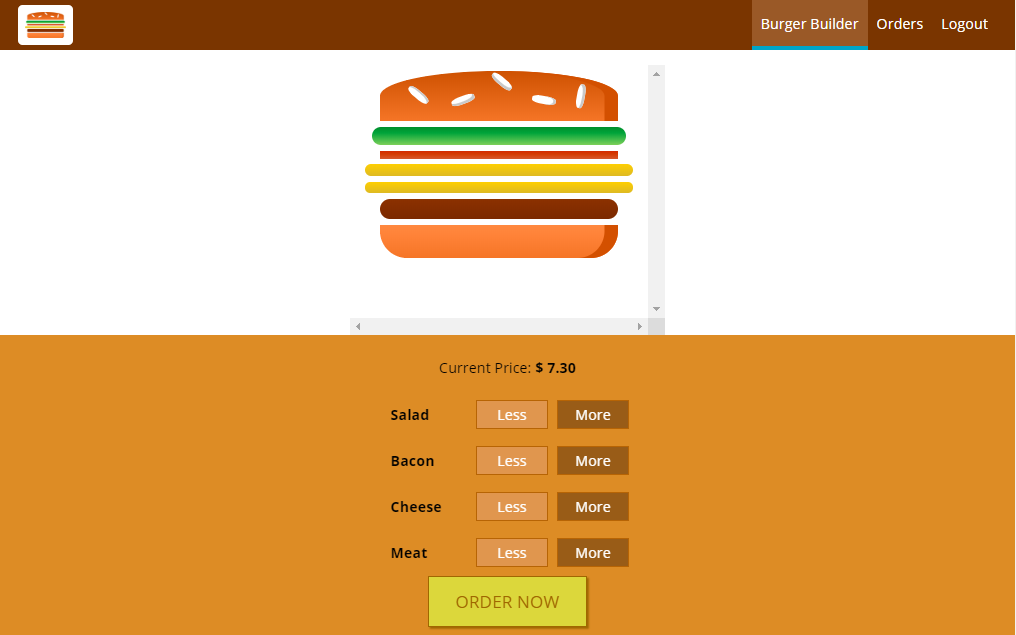 Burger Builder Orders Logout
Current Price: $ 7.30
Salad Less More
Bacon Less More
Cheese Less More
Meat Less More
ORDER NOW